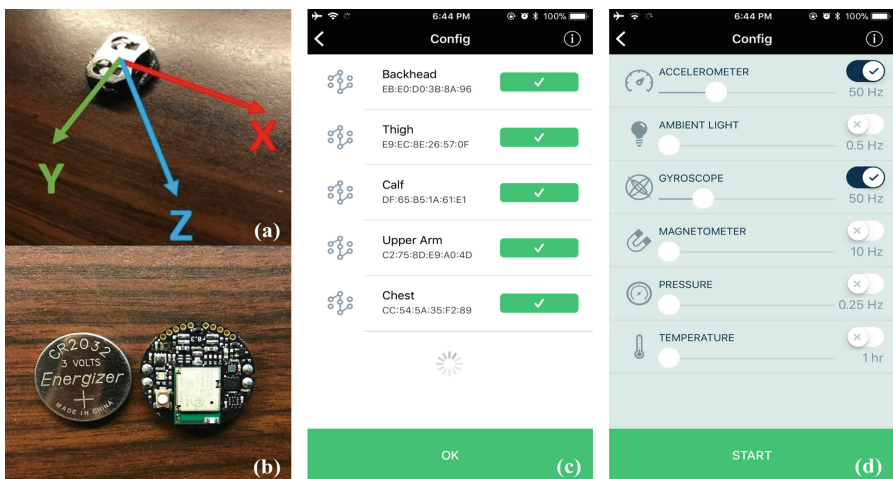 X
Y
Z
(a)
CR2032
3 VOLTS
Energizer
+
MADE IN CHINA
(b)
6:44 PM
100%
Config
Backhead
EB:E0:D0:3B:8A:96
Thigh
E9:EC:8E:26:57:0F
Calf
DF:65:B5:1A:61:E1
Upper Arm
C2:75:8D:E9:A0:4D
Chest
CC:54:5A:35:F2:89
OK
(c)
6:44 PM
100%
Config
ACCELEROMETER
50 Hz
AMBIENT LIGHT
0.5 Hz
GYROSCOPE
50 Hz
MAGNETOMETER
10 Hz
PRESSURE
0.25 Hz
TEMPERATURE
1 hr
START
(d)